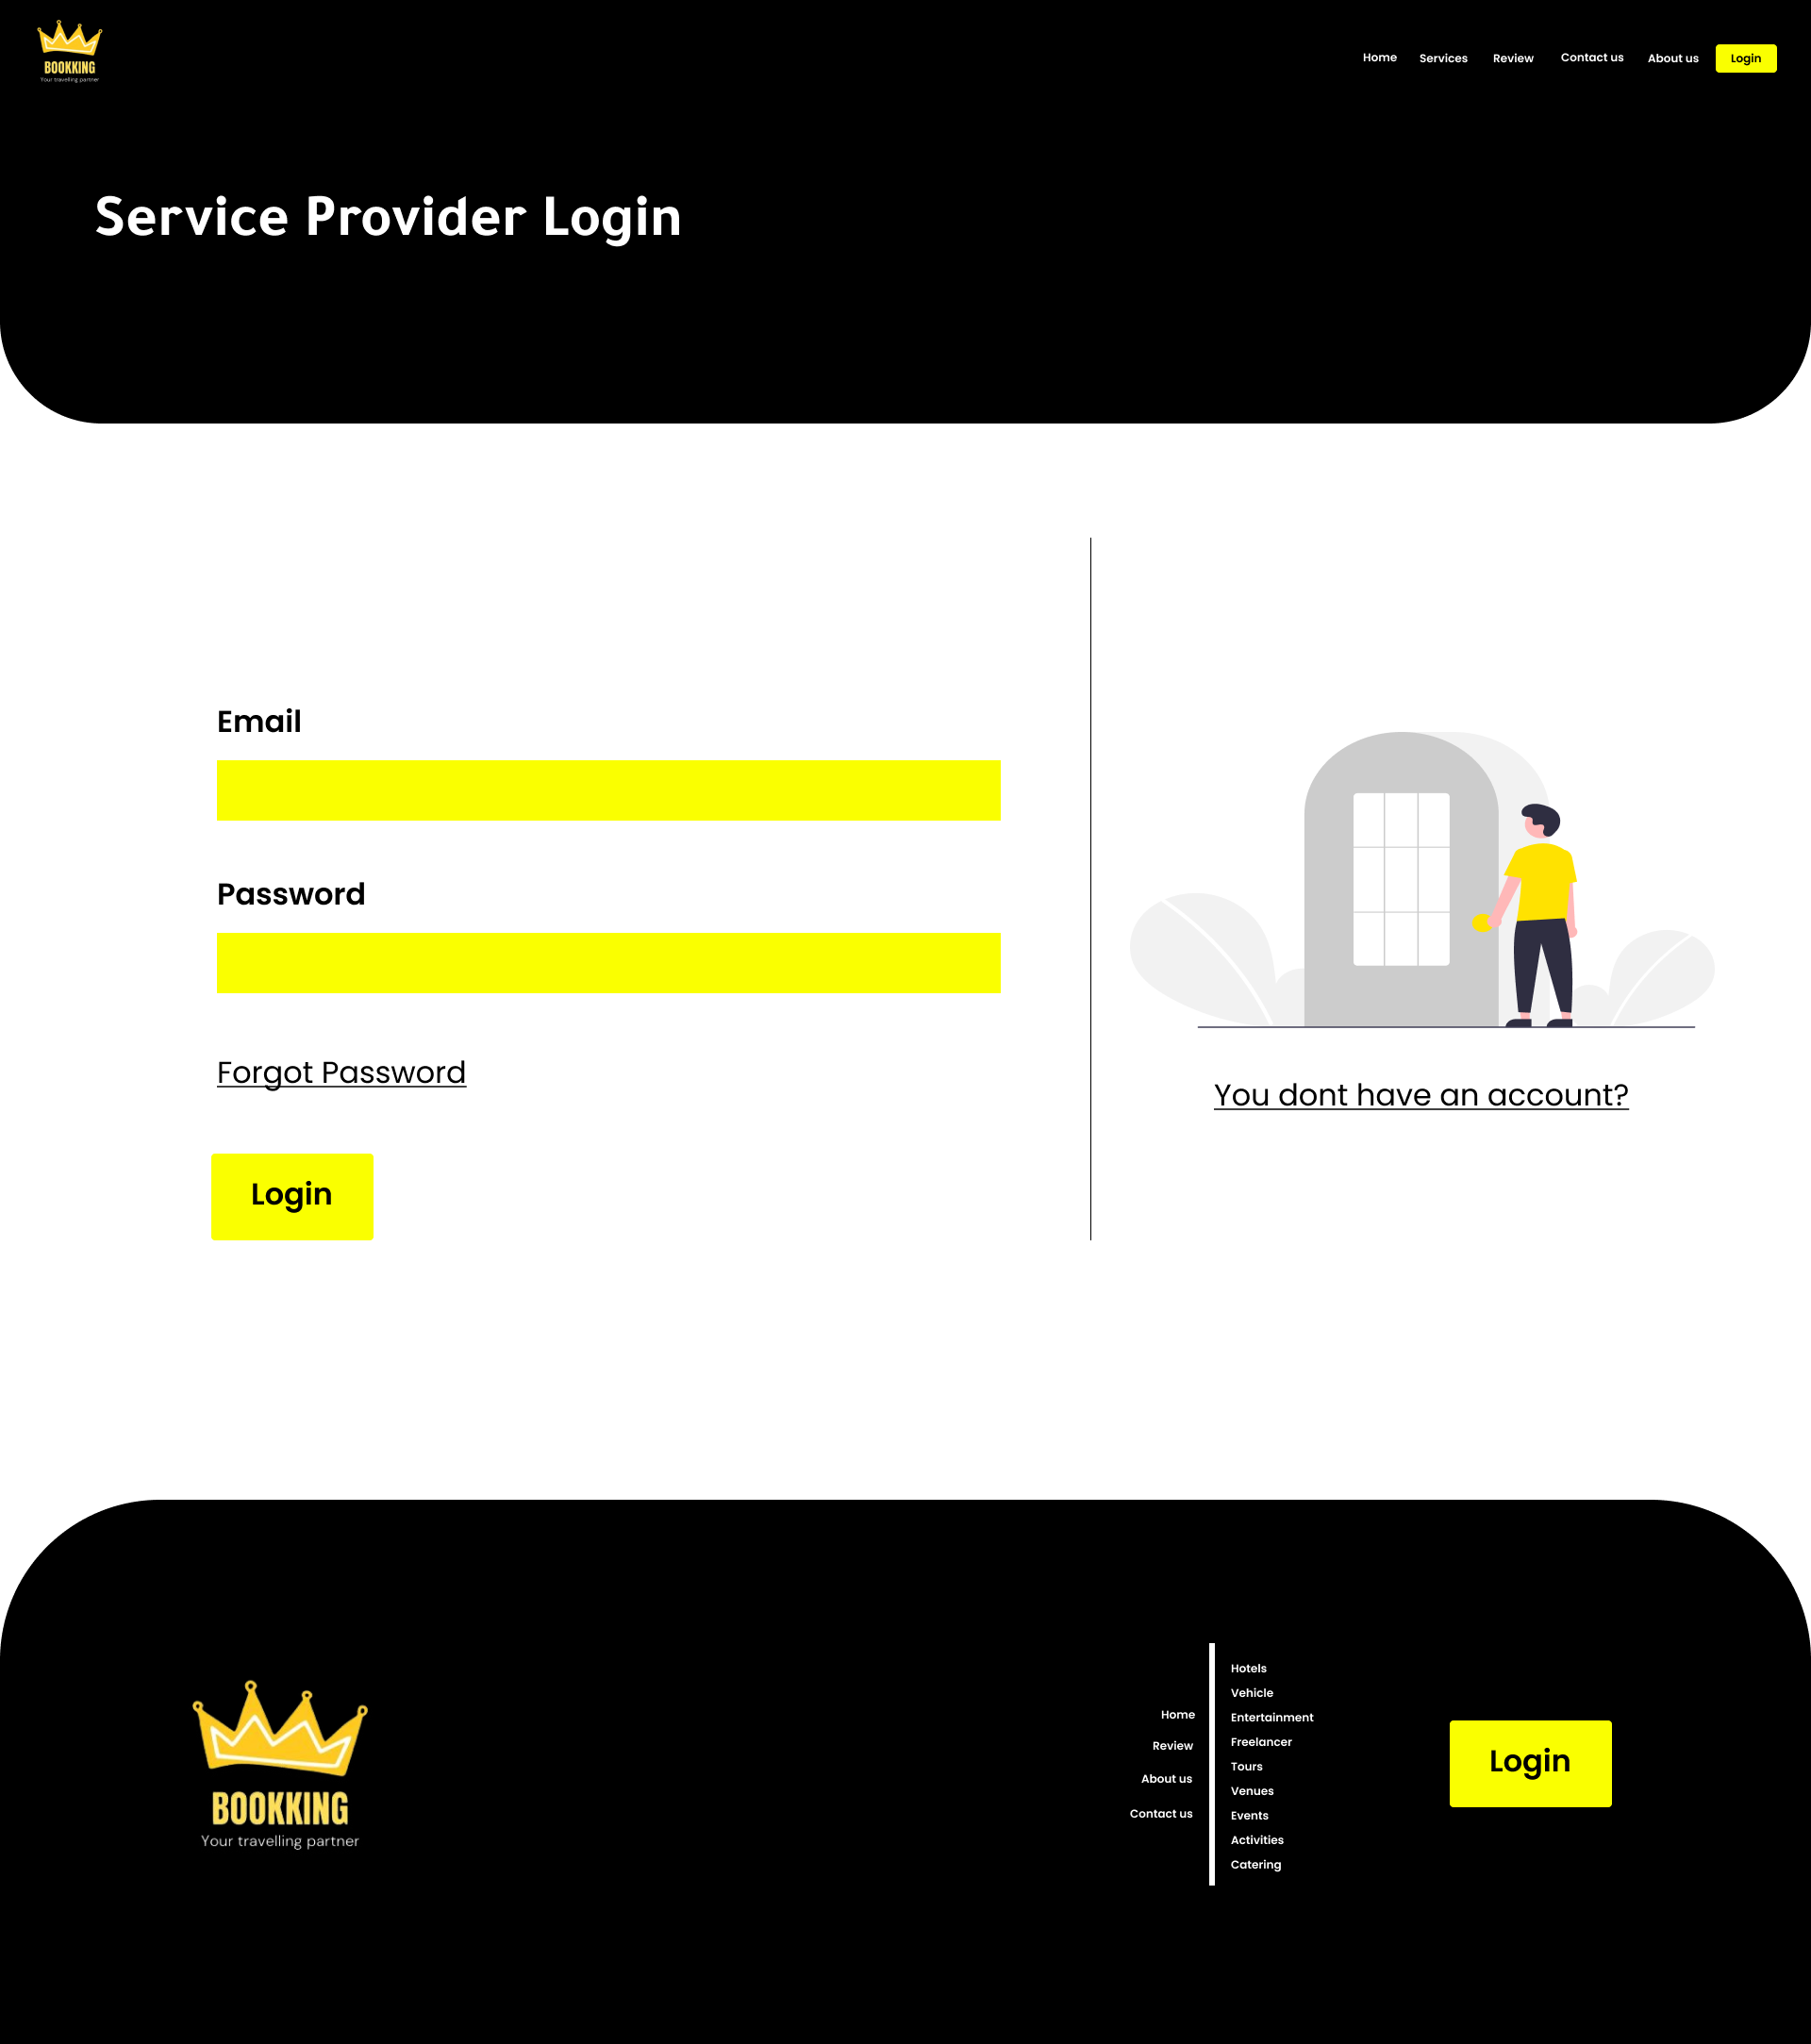 BOOKKING
Your travelling partner
Home Services Review Contact us About us Login
Service Provider Login
Email
Password
Forgot Password
Login
You dont have an account?
BOOKKING
Your travelling partner
Home
Review
About us
Contact us
Hotels
Vehicle
Entertainment
Freelancer
Tours
Venues
Events
Activities
Catering
Login